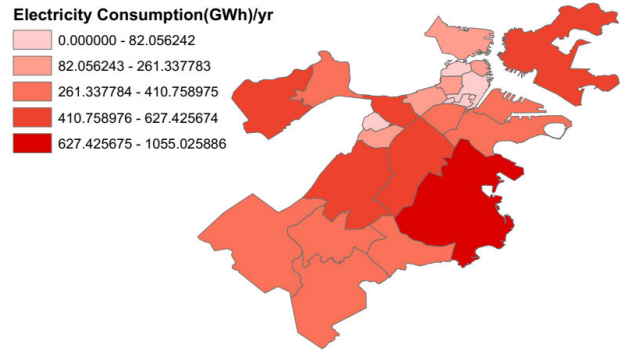 Electricity Consumption(GWh)/yr
0.000000 - 82.056242
82.056243 - 261.337783
261.337784 - 410.758975
410.758976 - 627.425674
627.425675 - 1055.025886